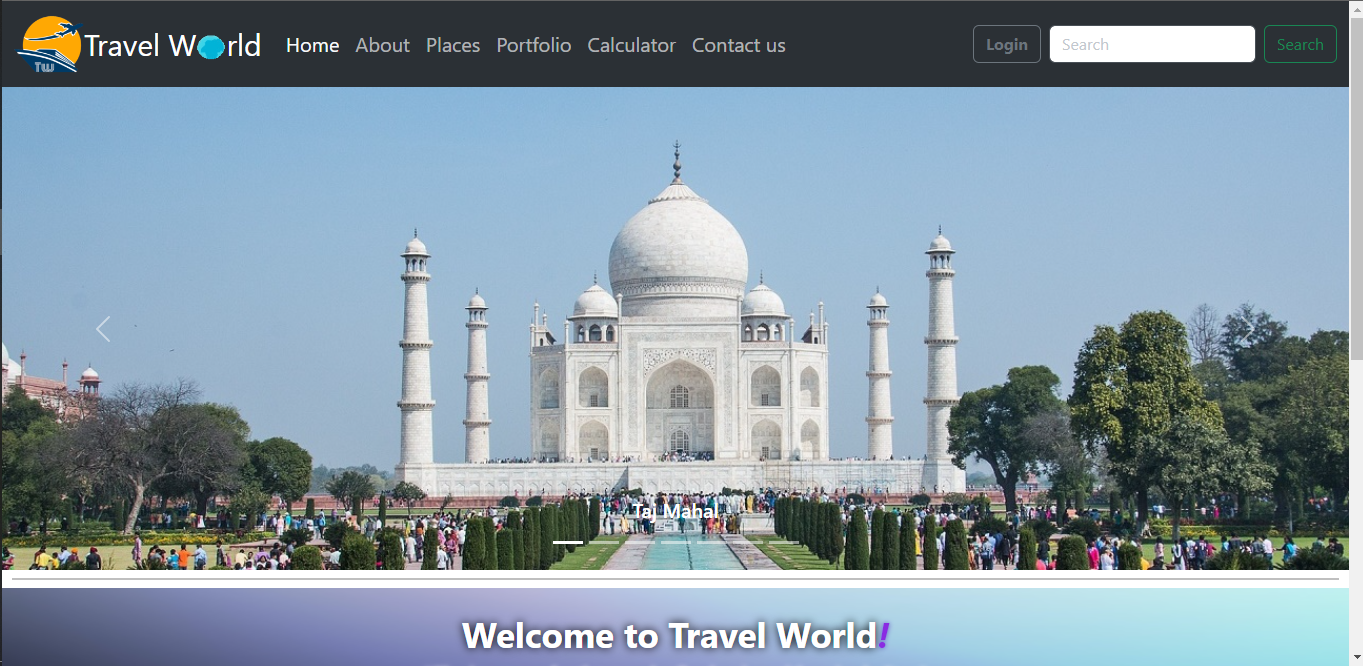 TW
Travel World
Home
About
Places
Portfolio
Calculator
Contact us
Login
Search
Search
Taj Mahal
Welcome to Travel World!